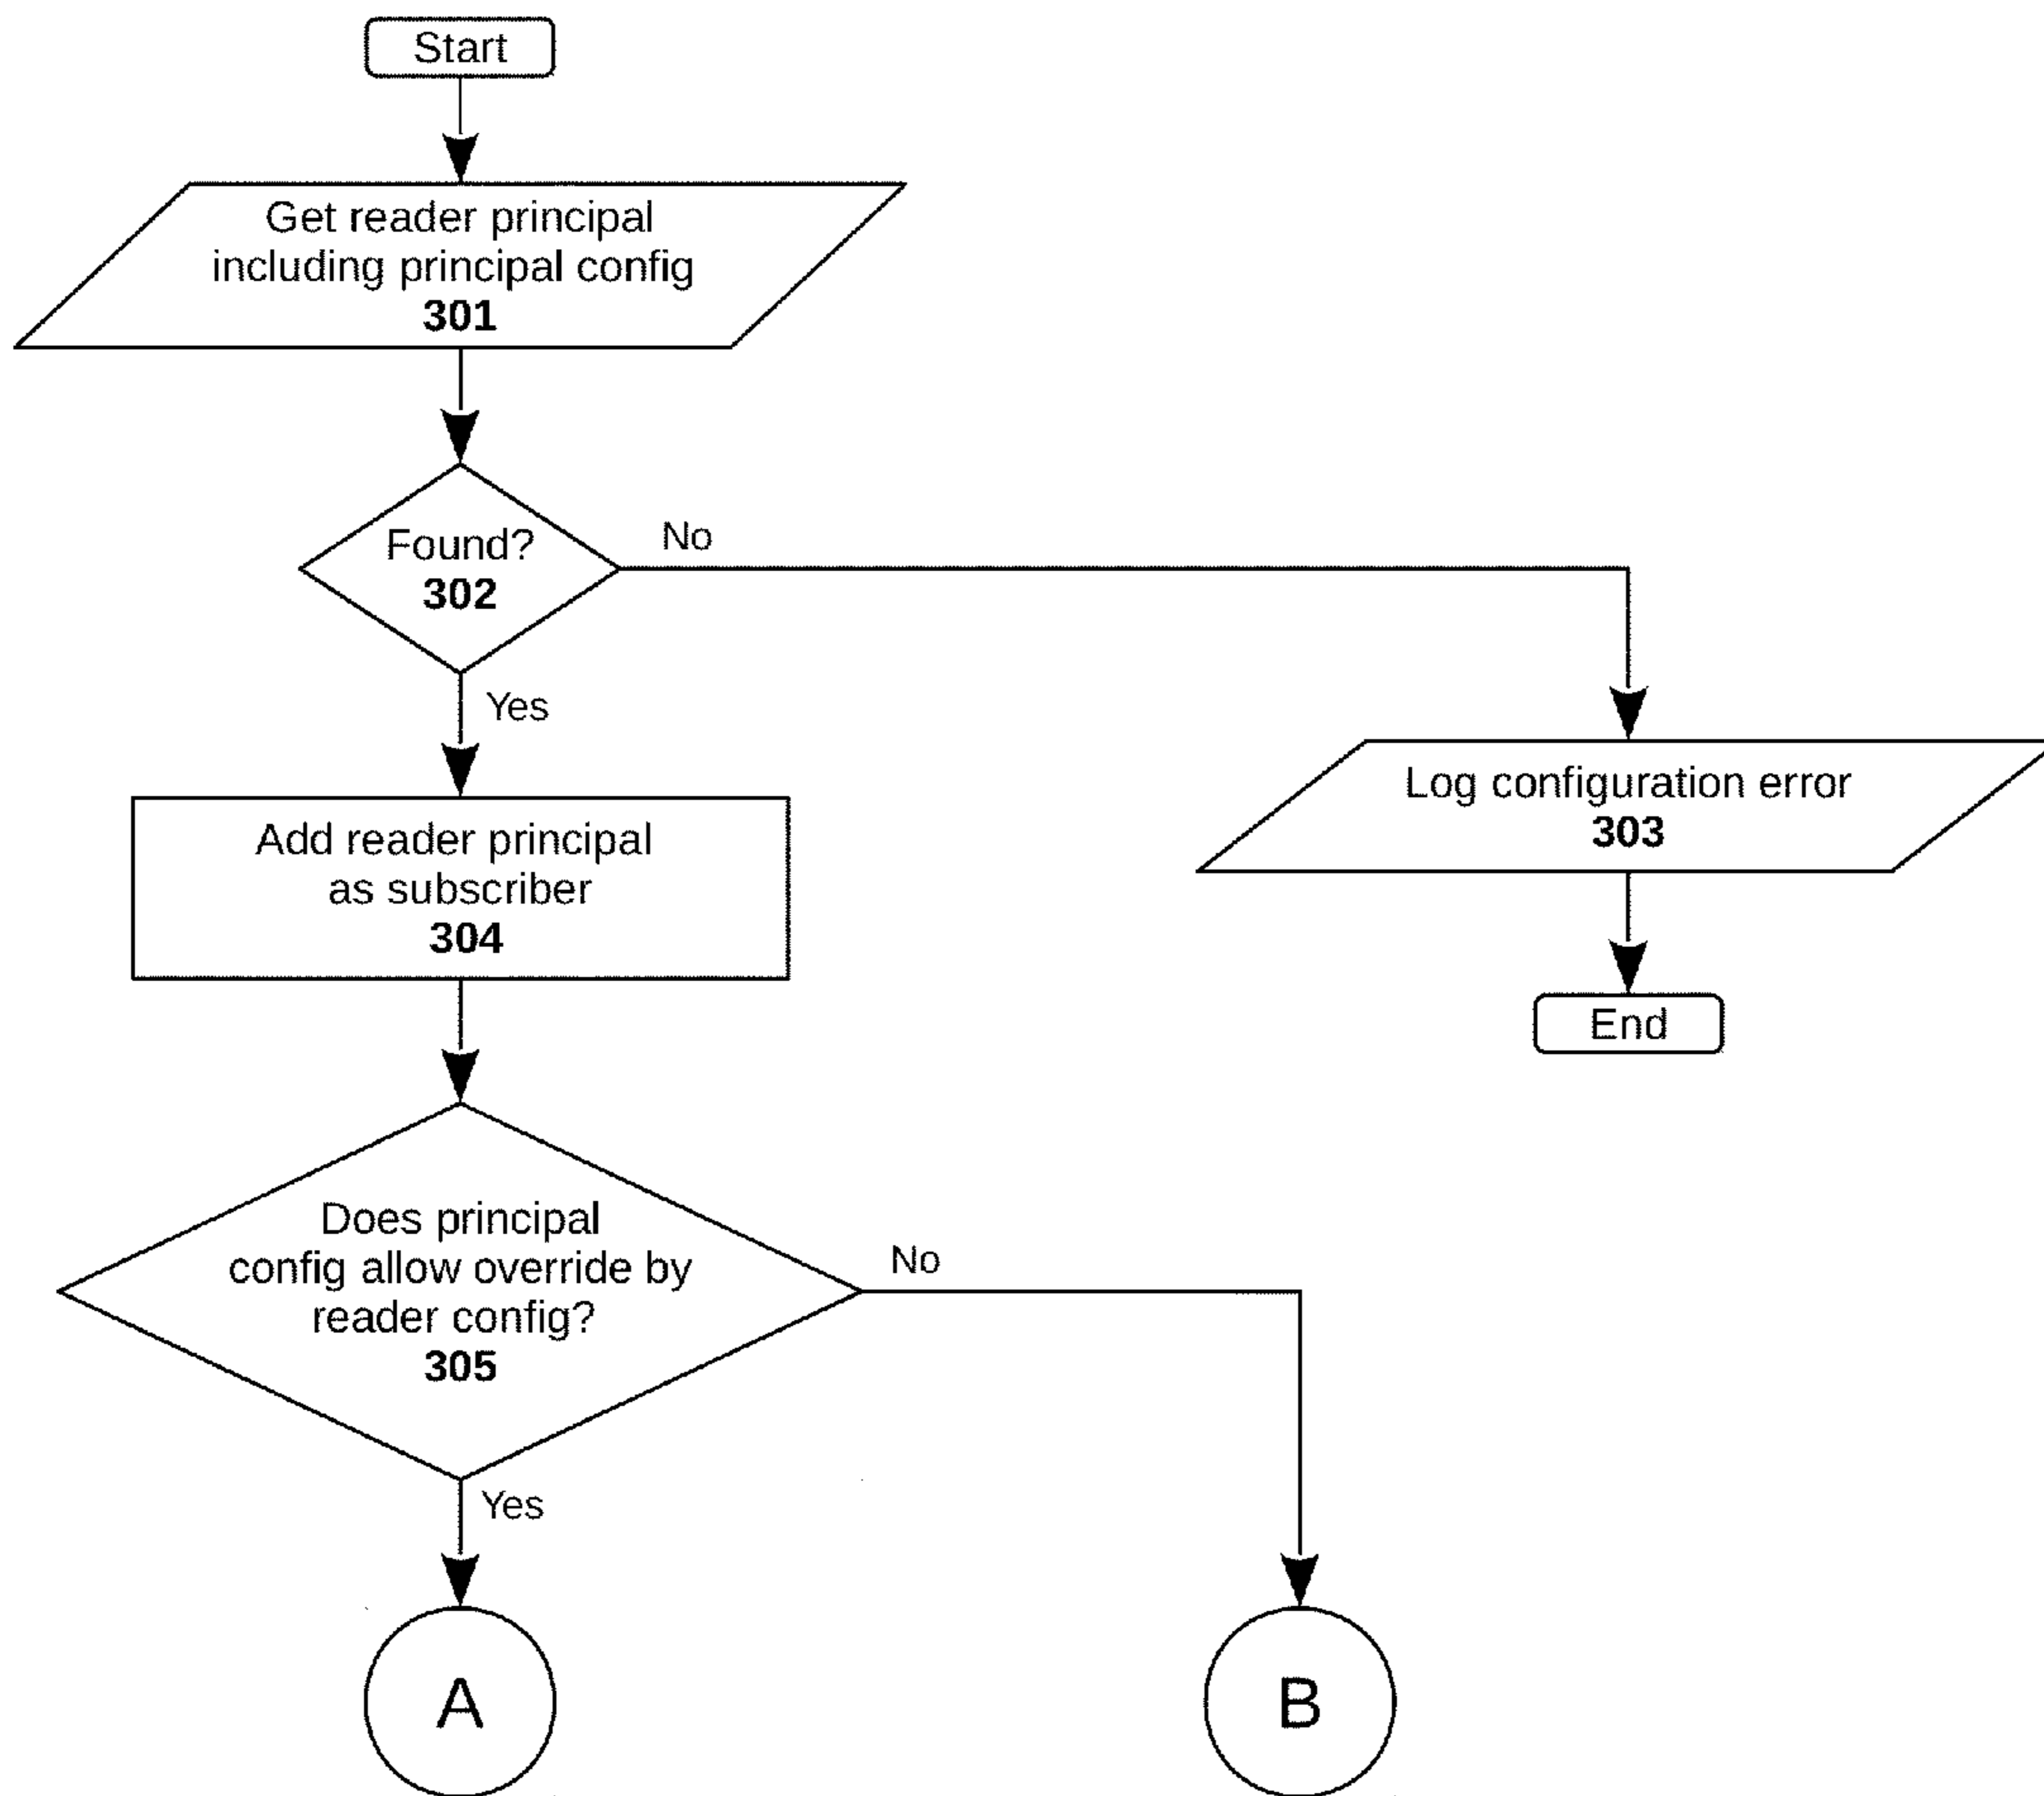 Start
Get reader principal
including principal config
301
Found?
302
No
Yes
Log configuration error
303
Add reader principal
as subscriber
304
End
Does principal
config allow override by
reader config?
305
No
Yes
A
B